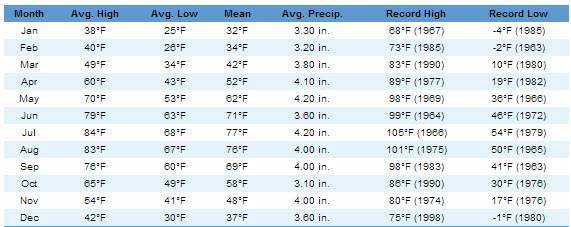 Month Avg. High Avg. Low Mean Avg. Precip. Record High Record Low
Jan 38°F 25°F 32°F 3.30 in. 68°F (1967) -4°F (1985)
Feb 40°F 26°F 34°F 3.20 in. 73°F (1985) -2°F (1963)
Mar 49°F 34°F 42°F 3.80 in. 83°F (1990) 10°F (1980)
Apr 60°F 43°F 52°F 4.10 in. 89°F (1977) 19°F (1982)
May 70°F 53°F 62°F 4.20 in. 98°F (1969) 36°F (1966)
Jun 79°F 63°F 71°F 3.60 in. 99°F (1964) 46°F (1972)
Jul 84°F 68°F 77°F 4.20 in. 105°F (1966) 54°F (1979)
Aug 83°F 67°F 76°F 4.00 in. 101°F (1975) 50°F (1965)
Sep 76°F 60°F 69°F 4.00 in. 98°F (1983) 41°F (1963)
Oct 65°F 49°F 58°F 3.10 in. 86°F (1990) 30°F (1976)
Nov 54°F 41°F 48°F 4.00 in. 80°F (1974) 17°F (1976)
Dec 42°F 30°F 37°F 3.60 in. 75°F (1998) -1°F (1980)